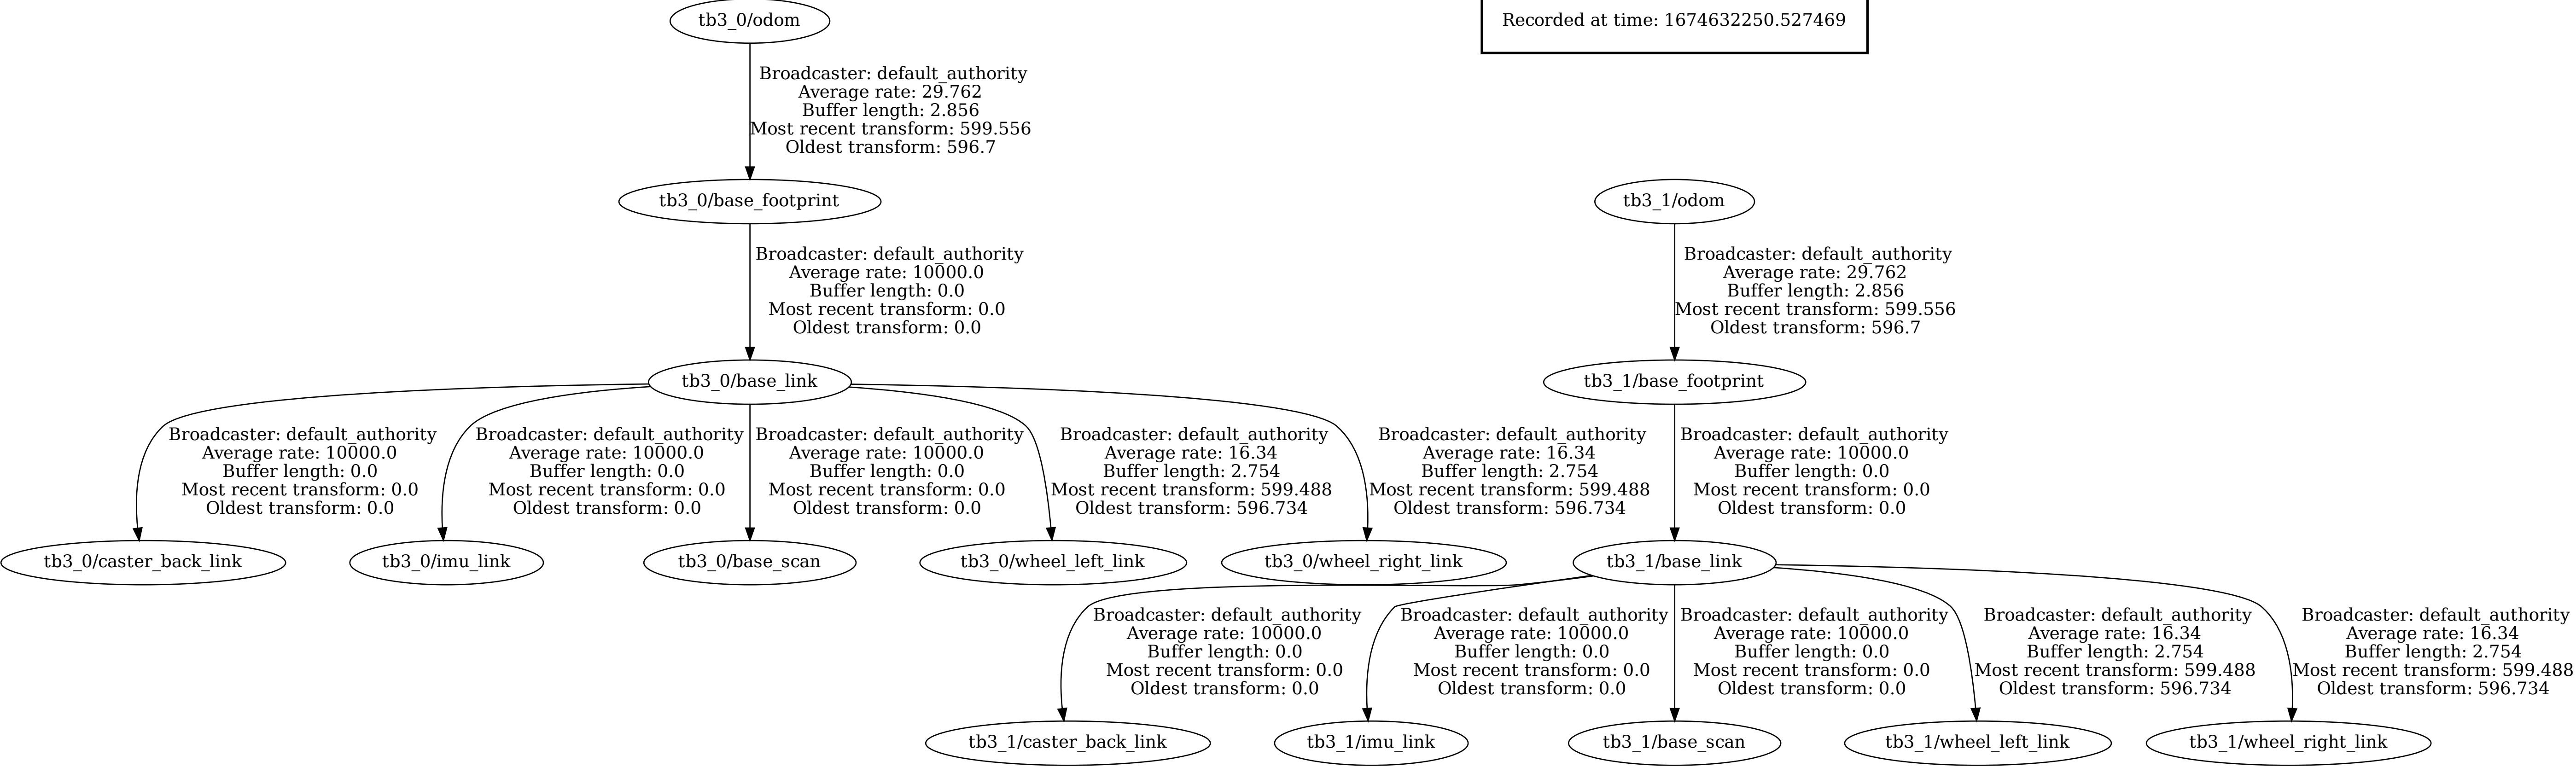 tb3_0/odom
Recorded at time: 1674632250.527469
Broadcaster: default_authority
Average rate: 29.762
Buffer length: 2.856
Most recent transform: 599.556
Oldest transform: 596.7
tb3_0/base_footprint
tb3_1/odom
Broadcaster: default_authority
Average rate: 10000.0
Buffer length: 0.0
Most recent transform: 0.0
Oldest transform: 0.0
Broadcaster: default_authority
Average rate: 29.762
Buffer length: 2.856
Most recent transform: 599.556
Oldest transform: 596.7
tb3_0/base_link
tb3_1/base_footprint
Broadcaster: default_authority
Average rate: 10000.0
Buffer length: 0.0
Most recent transform: 0.0
Oldest transform: 0.0
Broadcaster: default_authority
Average rate: 10000.0
Buffer length: 0.0
Most recent transform: 0.0
Oldest transform: 0.0
Broadcaster: default_authority
Average rate: 10000.0
Buffer length: 0.0
Most recent transform: 0.0
Oldest transform: 0.0
Broadcaster: default_authority
Average rate: 16.34
Buffer length: 2.754
Most recent transform: 599.488
Oldest transform: 596.734
Broadcaster: default_authority
Average rate: 16.34
Buffer length: 2.754
Most recent transform: 599.488
Oldest transform: 596.734
Broadcaster: default_authority
Average rate: 10000.0
Buffer length: 0.0
Most recent transform: 0.0
Oldest transform: 0.0
tb3_0/caster_back_link
tb3_0/imu_link
tb3_0/base_scan
tb3_0/wheel_left_link
tb3_0/wheel_right_link
tb3_1/base_link
Broadcaster: default_authority
Average rate: 10000.0
Buffer length: 0.0
Most recent transform: 0.0
Oldest transform: 0.0
Broadcaster: default_authority
Average rate: 10000.0
Buffer length: 0.0
Most recent transform: 0.0
Oldest transform: 0.0
Broadcaster: default_authority
Average rate: 10000.0
Buffer length: 0.0
Most recent transform: 0.0
Oldest transform: 0.0
Broadcaster: default_authority
Average rate: 16.34
Buffer length: 2.754
Most recent transform: 599.488
Oldest transform: 596.734
Broadcaster: default_authority
Average rate: 16.34
Buffer length: 2.754
Most recent transform: 599.488
Oldest transform: 596.734
tb3_1/caster_back_link
tb3_1/imu_link
tb3_1/base_scan
tb3_1/wheel_left_link
tb3_1/wheel_right_link